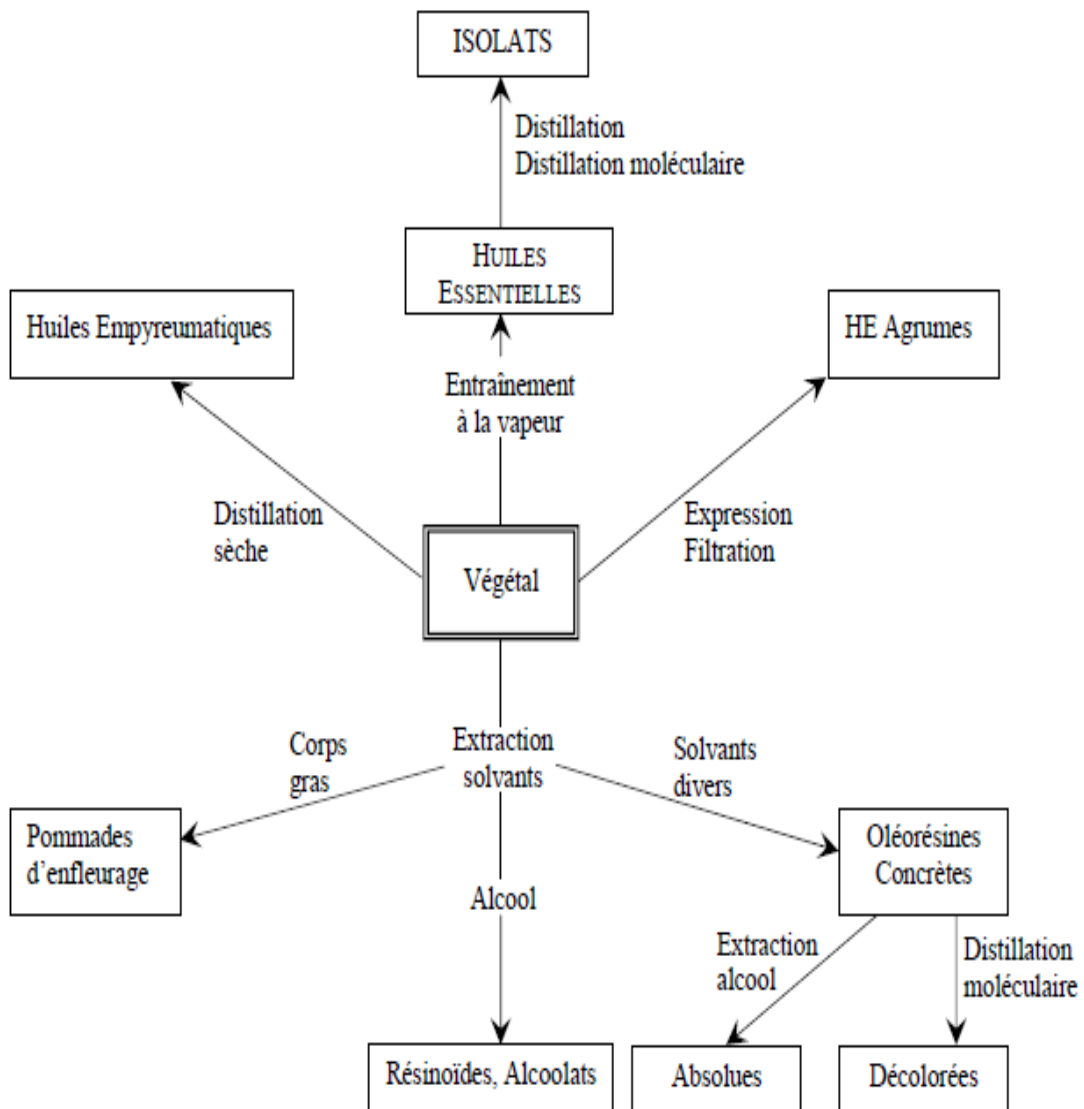 ISOLATS
Distillation
Distillation moléculaire
HUILES
ESSENTIELLES
Huiles Empyreumatiques
HE Agrumes
Entraînement
à la vapeur
Distillation
sèche
Expression
Filtration
Végétal
Corps
gras
Extraction
solvants
Solvants
divers
Pommades
d'enfleurage
Oléorésines
Concrètes
Alcool
Extraction
alcool
Distillation
moléculaire
Résinoïdes, Alcoolats
Absolues
Décolorées